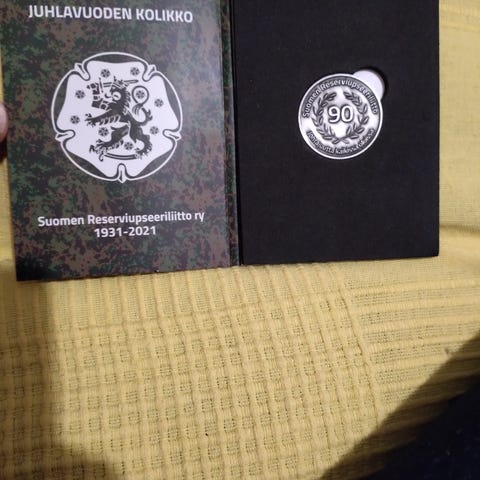 JUHLAVUODEN KOLIKKO
Suomen Reserviupseeriliitto ry
1931-2021
Suomen Reserviupseeriliitto
90